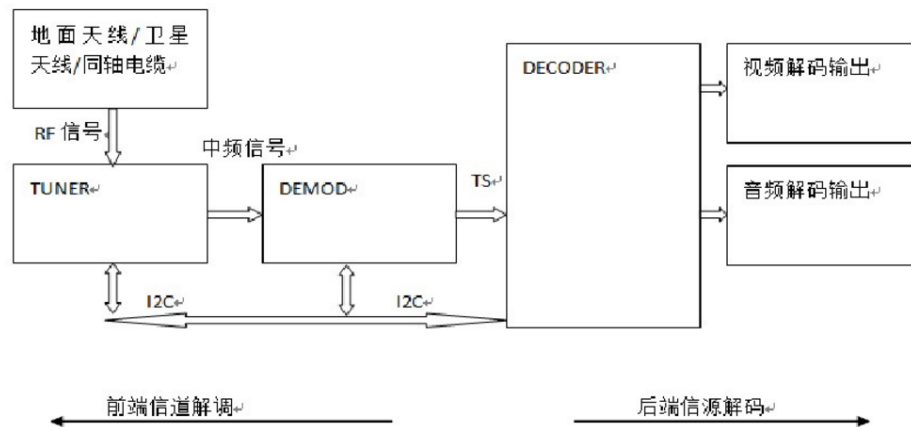 地面天线/卫星
天线/同轴电缆
RF 信号
中频信号
TUNER
DEMOD
TS
DECODER
视频解码输出
音频解码输出
I2C
I2C
前端信道解调
后端信源解码